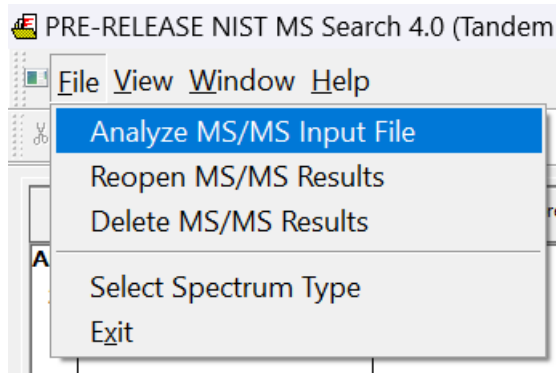 PRE-RELEASE NIST MS Search 4.0 (Tandem
File View Window Help
Analyze MS/MS Input File
Reopen MS/MS Results
Delete MS/MS Results
Select Spectrum Type
Exit